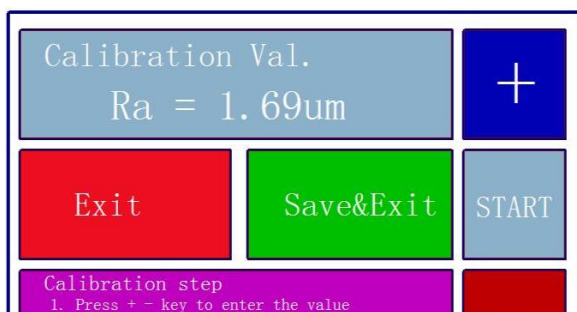 Calibration Val.
+
Ra = 1.69um
Exit
Save&Exit
START
Calibration step
1. Press + - key to enter the value